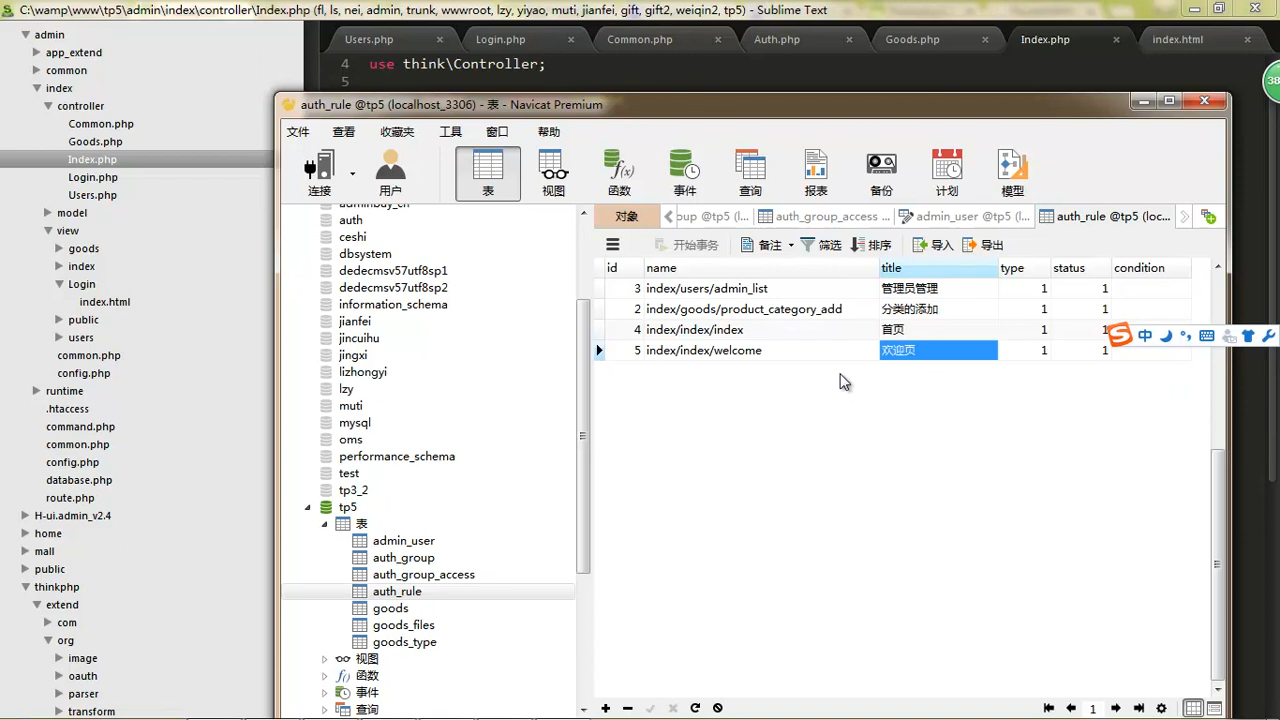 C:\wamp\www\tp5\admin\index\controller\Index.php (fl, ls, nei, admin, trunk, wwwroot, lzy, yiyao, muti, jianfei, gift, gift2, weiqin2, tp5) - Sublime Text
Users.php
Login.php
Common.php
Auth.php
Goods.php
Index.php
index.html
4 use think\Controller;
5
38
admin
app_extend
common
index
controller
Common.php
Goods.php
Index.php
Login.php
Users.php
model
view
goods
index
Login
index.html
public
users
common.php
config.php
runtime
.htaccess
command.php
common.php
config.php
database.php
route.php
H-ui.admin_v2.4
home
mall
public
thinkphp
extend
com
org
image
oauth
parser
transform
auth_rule @tp5 (localhost_3306) - 表 - Navicat Premium
文件 查看 收藏夹 工具 窗口 帮助
连接 用户 表 视图 函数 事件 查询 报表 备份 计划 模型
auth
ceshi
dbsystem
dedecmsv57utf8sp1
dedecmsv57utf8sp2
information_schema
jianfei
jincuihu
jingxi
lizhongyi
lzy
muti
mysql
oms
performance_schema
test
tp3_2
tp5
表
admin_user
auth_group
auth_group_access
auth_rule
goods
goods_files
goods_type
视图
函数
事件
查询
对象 oup @tp5 (l... auth_group_access ... admin_user @tp5 (l... auth_rule @tp5 (loc...
开始事务 备注 筛选 排序 导入 导出
id name title type status condition
3 index/users/admin_list 管理员管理 1 1
2 index/goods/product_category_add 分类的添加 1 1
4 index/index/index 首页 1 1
5 index/index/welcome 欢迎页 1 1
中
1